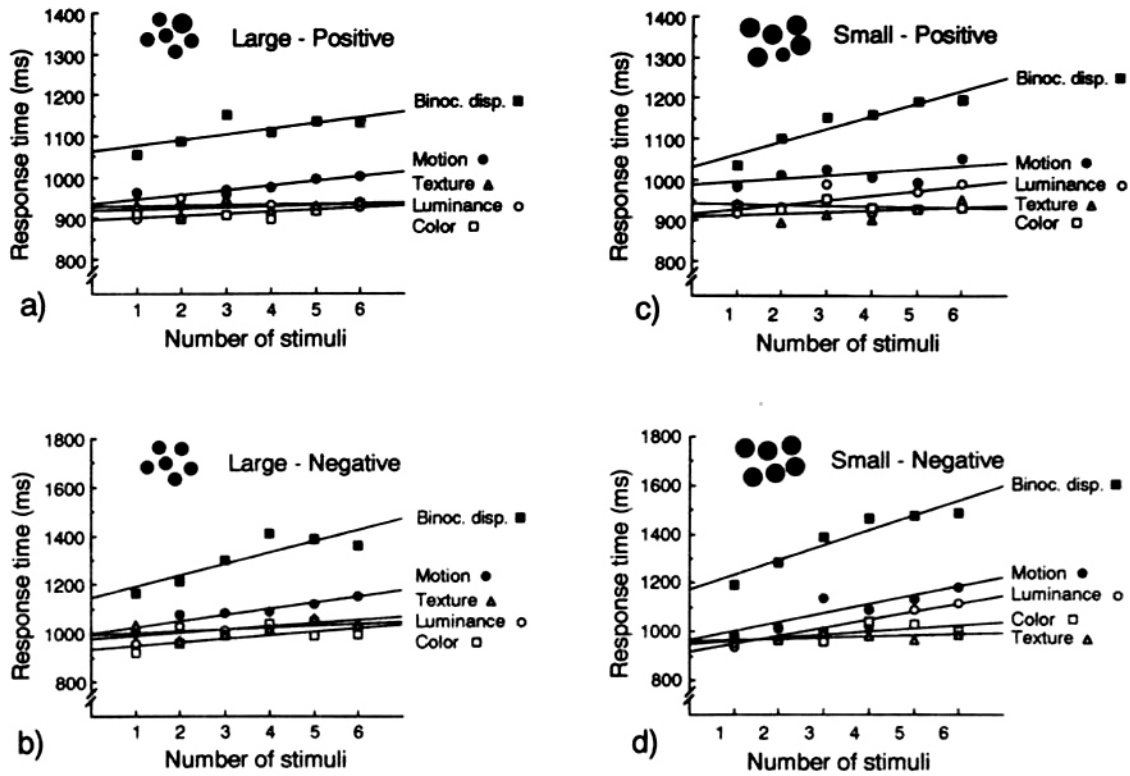 Large - Positive
Response time (ms)
1400
1300
1200
1100
1000
900
800
Binoc. disp.
Motion
Texture
Luminance
Color
1 2 3 4 5 6
Number of stimuli
a)
Small - Positive
Response time (ms)
1400
1300
1200
1100
1000
900
800
Binoc. disp.
Motion
Luminance
Texture
Color
1 2 3 4 5 6
Number of stimuli
c)
Large - Negative
Response time (ms)
1800
1600
1400
1200
1000
800
Binoc. disp.
Motion
Texture
Luminance
Color
1 2 3 4 5 6
Number of stimuli
b)
Small - Negative
Response time (ms)
1800
1600
1400
1200
1000
800
Binoc. disp.
Motion
Luminance
Color
Texture
1 2 3 4 5 6
Number of stimuli
d)